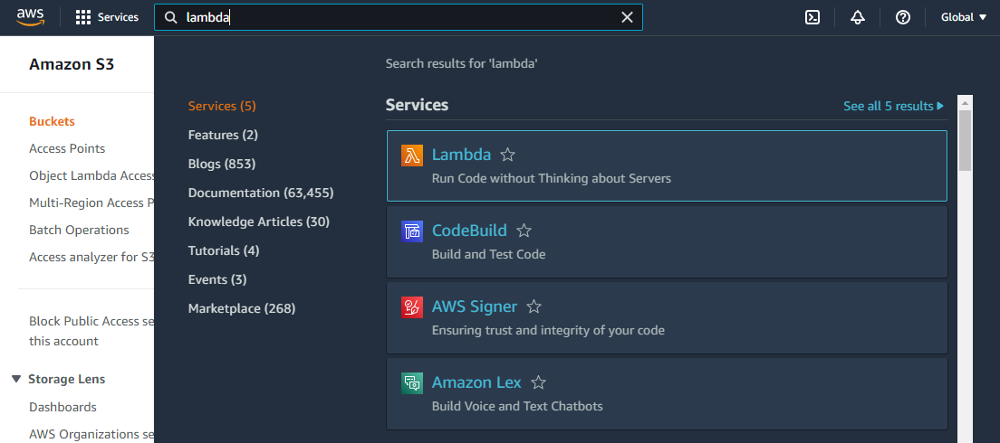 aws
Services
lambda
Global
Amazon S3
Buckets
Access Points
Object Lambda Access
Multi-Region Access P
Batch Operations
Access analyzer for S3
Block Public Access se
this account
Storage Lens
Dashboards
AWS Organizations se
Search results for 'lambda'
Services (5)
Features (2)
Blogs (853)
Documentation (63,455)
Knowledge Articles (30)
Tutorials (4)
Events (3)
Marketplace (268)
Services
See all 5 results
Lambda
Run Code without Thinking about Servers
CodeBuild
Build and Test Code
AWS Signer
Ensuring trust and integrity of your code
Amazon Lex
Build Voice and Text Chatbots